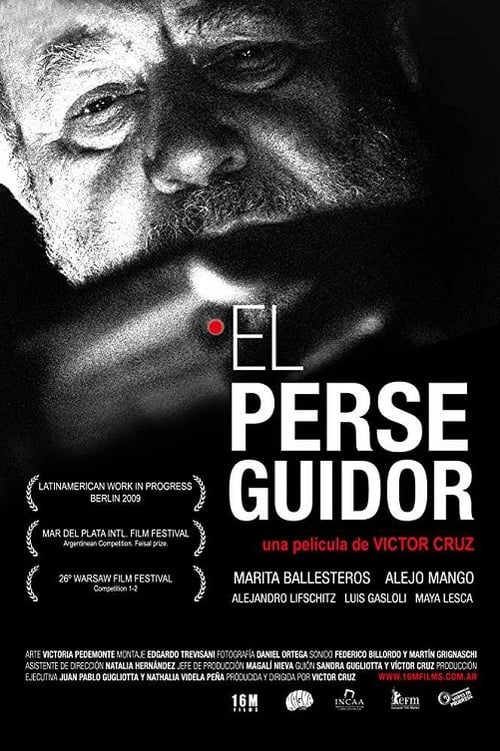 EL
PERSE
GUIDOR
una película de VICTOR CRUZ
LATINAMERICAN WORK IN PROGRESS
BERLIN 2009
MAR DEL PLATA INTL. FILM FESTIVAL
Argentinean Competition. Feisal prize.
26º WARSAW FILM FESTIVAL
Competition 1-2
MARITA BALLESTEROS ALEJO MANGO
ALEJANDRO LIFSCHITZ LUIS GASLOLI MAYA LESCA
ARTE VICTORIA PEDEMONTE MONTAJE EDGARDO TREVISANI FOTOGRAFÍA DANIEL ORTEGA SONIDO FEDERICO BILLORDO Y MARTÍN GRIGNASCHI
ASISTENTE DE DIRECCIÓN NATALIA HERNÁNDEZ JEFE DE PRODUCCIÓN MAGALÍ NIEVA GUIÓN SANDRA GUGLIOTTA Y VÍCTOR CRUZ PRODUCCIÓN
EJECUTIVA JUAN PABLO GUGLIOTTA Y NATHALIA VIDELA PEÑA PRODUCIDA Y DIRIGIDA POR VICTOR CRUZ WWW.16MFILMS.COM.AR
16M
FILMS
INCAA
efm